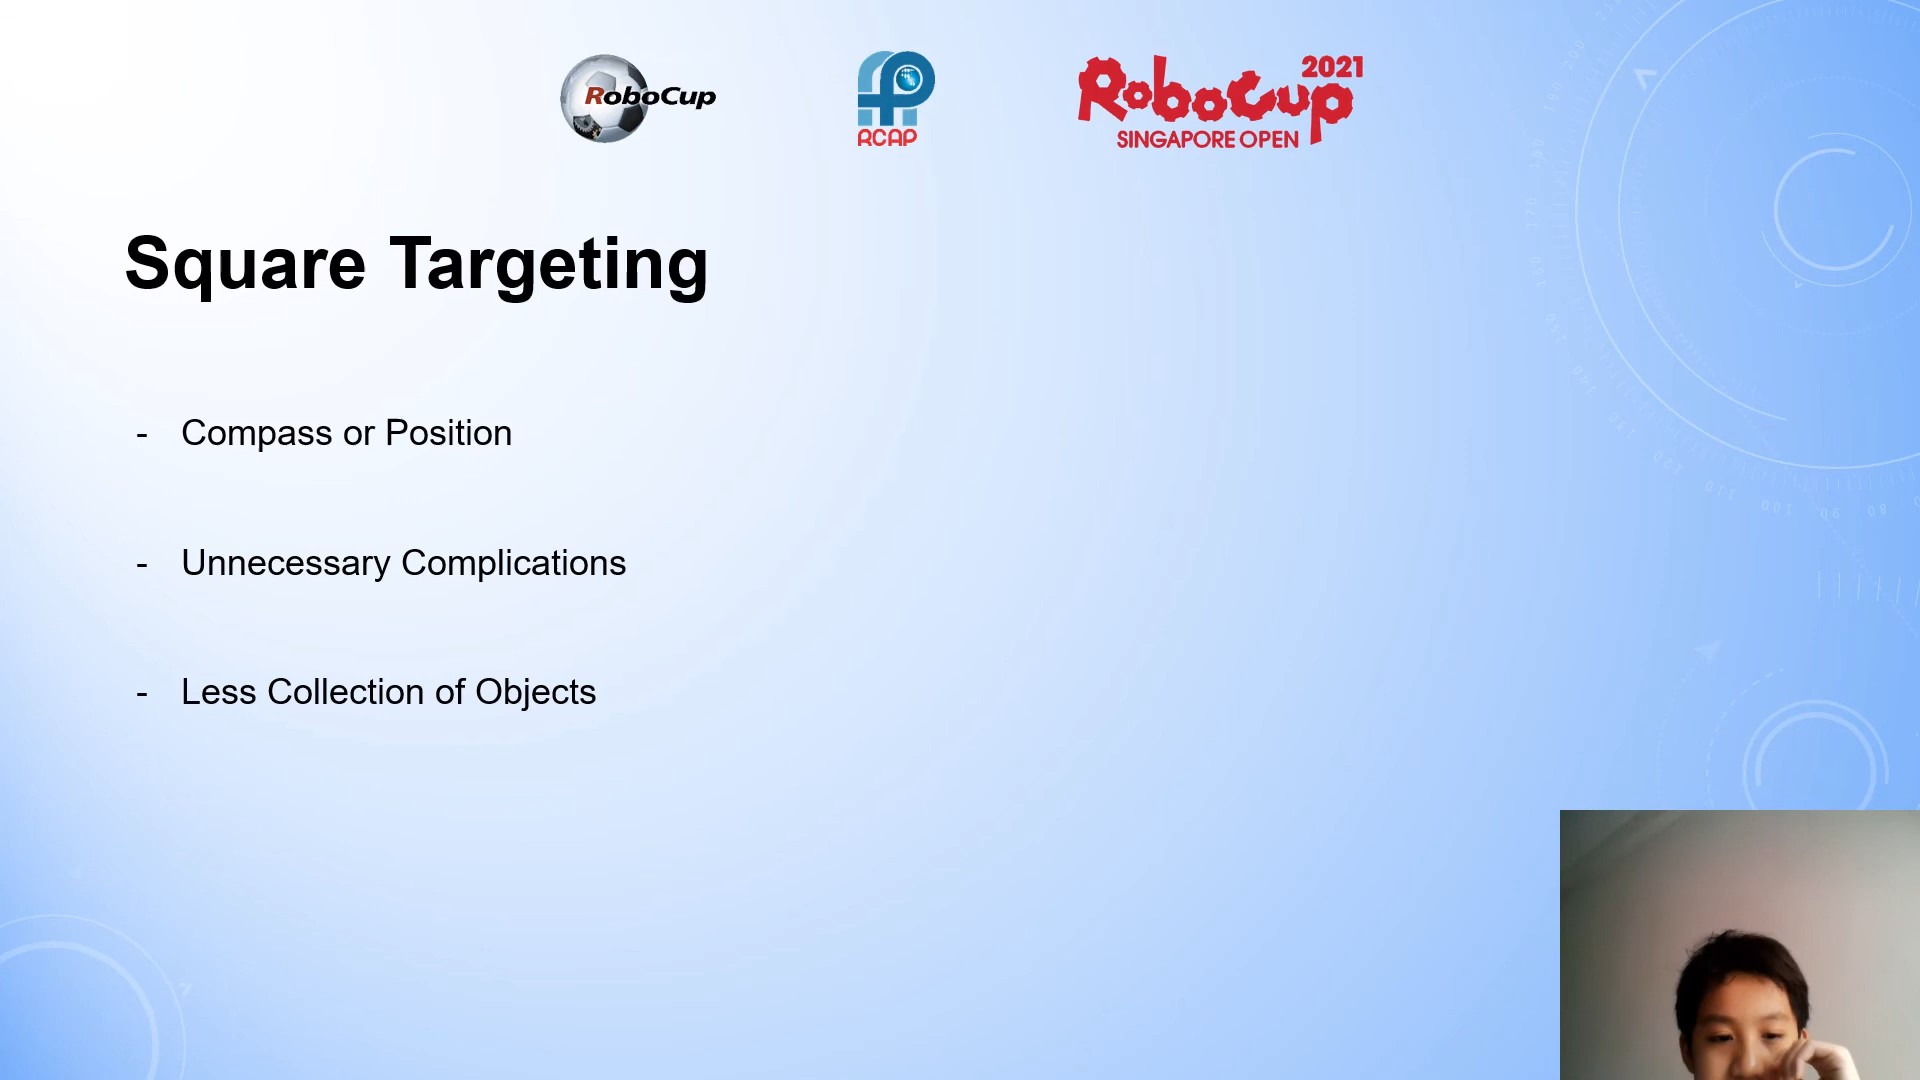 RoboCup
RCAP
2021
RoboCup
SINGAPORE OPEN
Square Targeting
- Compass or Position
- Unnecessary Complications
- Less Collection of Objects